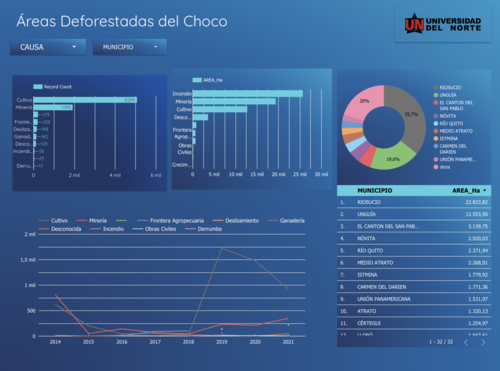 Áreas Deforestadas del Choco
UNIVERSIDAD
DEL NORTE
CAUSA
MUNICIPIO
Record Count
Cultivo
Minería
Fronte...
Desliza...
Ganad...
Desco...
Incendi...
Derru...
0
2 mil
4 mil
6 mil
AREA_Ha
Incendio
Minería
Cultivo
Desco...
Frontera
Agrop...
Obras
Civiles
Crecim...
0
5 mil
10 mil
15 mil
20 mil
25 mil
30 mil
20%
35,7%
19,6%
RIOSUCIO
UNGUÍA
EL CANTON DEL
SAN PABLO
NÓVITA
RÍO QUITO
MEDIO ATRATO
ISTMINA
CARMEN DEL
DARIEN
UNIÓN PANAME...
otros
Cultivo
Minería
Frontera Agropecuaria
Deslizamiento
Ganadería
Desconocida
Incendio
Obras Civiles
Derrumbe
2 mil
1,5 mil
1 mil
500
0
2014
2015
2016
2017
2018
2019
2020
2021
MUNICIPIO AREA_Ha
1. RIOSUCIO 22.823,82
2. UNGUÍA 12.553,56
3. EL CANTON DEL SAN PAB... 3.139,75
4. NÓVITA 2.920,03
5. RÍO QUITO 2.371,94
6. MEDIO ATRATO 2.268,91
7. ISTMINA 1.779,92
8. CARMEN DEL DARIEN 1.771,36
9. UNIÓN PANAMERICANA 1.531,97
10. ATRATO 1.320,13
11. CÉRTEGUI 1.254,97
1 - 32 / 32